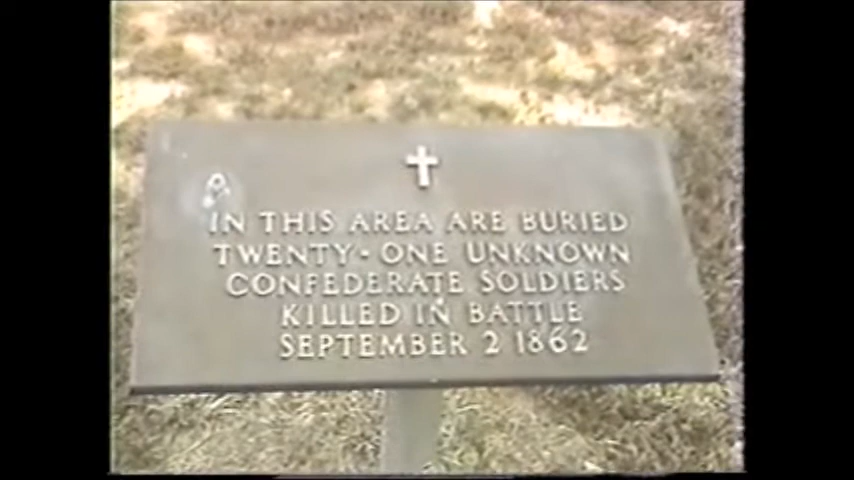 IN THIS AREA ARE BURIED
TWENTY-ONE UNKNOWN
CONFEDERATE SOLDIERS
KILLED IN BATTLE
SEPTEMBER 2 1862